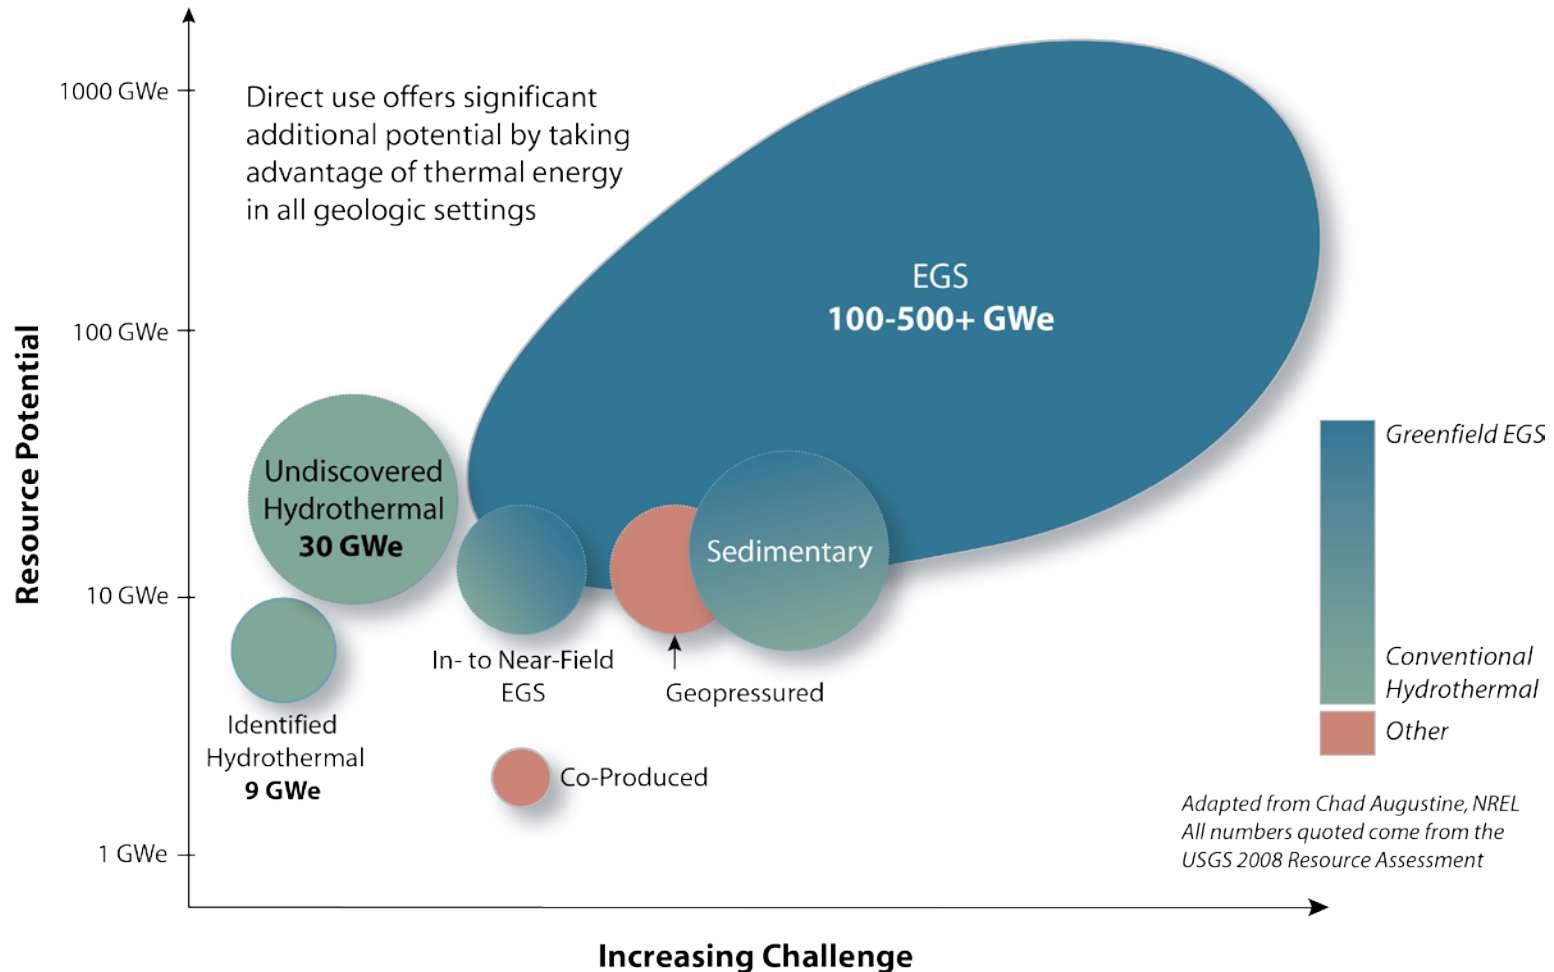 1000 GWe
Direct use offers significant
additional potential by taking
advantage of thermal energy
in all geologic settings
EGS
100-500+ GWe
100 GWe
Resource Potential
Undiscovered
Hydrothermal
30 GWe
Greenfield EGS
Sedimentary
10 GWe
In- to Near-Field
EGS
Geopressured
Conventional
Hydrothermal
Other
Identified
Hydrothermal
9 GWe
Co-Produced
Adapted from Chad Augustine, NREL
All numbers quoted come from the
USGS 2008 Resource Assessment
1 GWe
Increasing Challenge